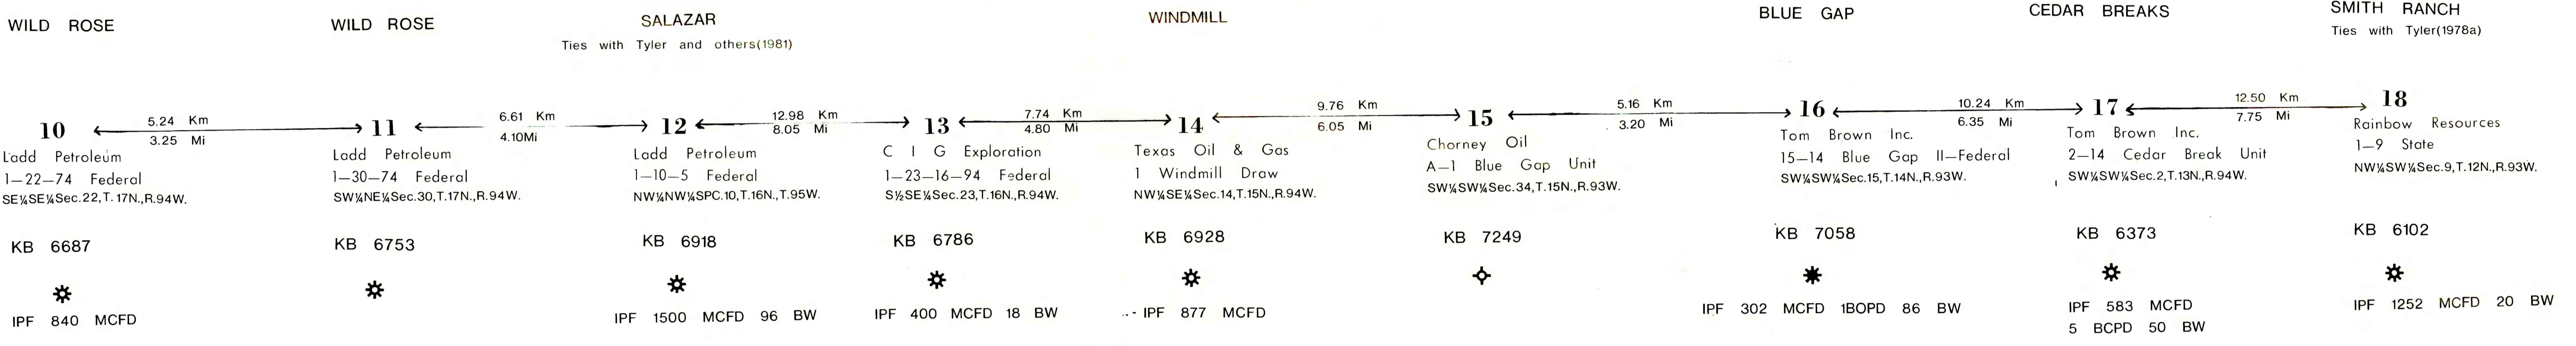 WILD ROSE
WILD ROSE
SALAZAR
Ties with Tyler and others(1981)
WINDMILL
BLUE GAP
CEDAR BREAKS
SMITH RANCH
Ties with Tyler(1978a)
10
5.24 Km
3.25 Mi
11
6.61 Km
4.10Mi
12
12.98 Km
8.05 Mi
13
7.74 Km
4.80 Mi
14
9.76 Km
6.05 Mi
15
5.16 Km
3.20 Mi
16
10.24 Km
6.35 Mi
17
12.50 Km
7.75 Mi
18
Ladd Petroleum
1–22–74 Federal
SE¼SE¼Sec.22,T.17N.,R.94W.
KB 6687
IPF 840 MCFD
Ladd Petroleum
1–30–74 Federal
SW¼NE¼Sec.30,T.17N.,R.94W.
KB 6753
Ladd Petroleum
1–10–5 Federal
NW¼NW¼SPC.10,T.16N.,T.95W.
KB 6918
IPF 1500 MCFD 96 BW
C I G Exploration
1–23–16–94 Federal
S½SE¼Sec.23,T.16N.,R.94W.
KB 6786
IPF 400 MCFD 18 BW
Texas Oil & Gas
1 Windmill Draw
NW¼SE¼Sec.14,T.15N.,R.94W.
KB 6928
IPF 877 MCFD
Chorney Oil
A–1 Blue Gap Unit
SW¼SW¼Sec.34,T.15N.,R.93W.
KB 7249
Tom Brown Inc.
15–14 Blue Gap II–Federal
SW¼SW¼Sec.15,T.14N.,R.93W.
KB 7058
IPF 302 MCFD 1BOPD 86 BW
Tom Brown Inc.
2–14 Cedar Break Unit
SW¼SW¼Sec.2,T.13N.,R.94W.
KB 6373
IPF 583 MCFD
5 BCPD 50 BW
Rainbow Resources
1–9 State
NW¼SW¼Sec.9,T.12N.,R.93W.
KB 6102
IPF 1252 MCFD 20 BW